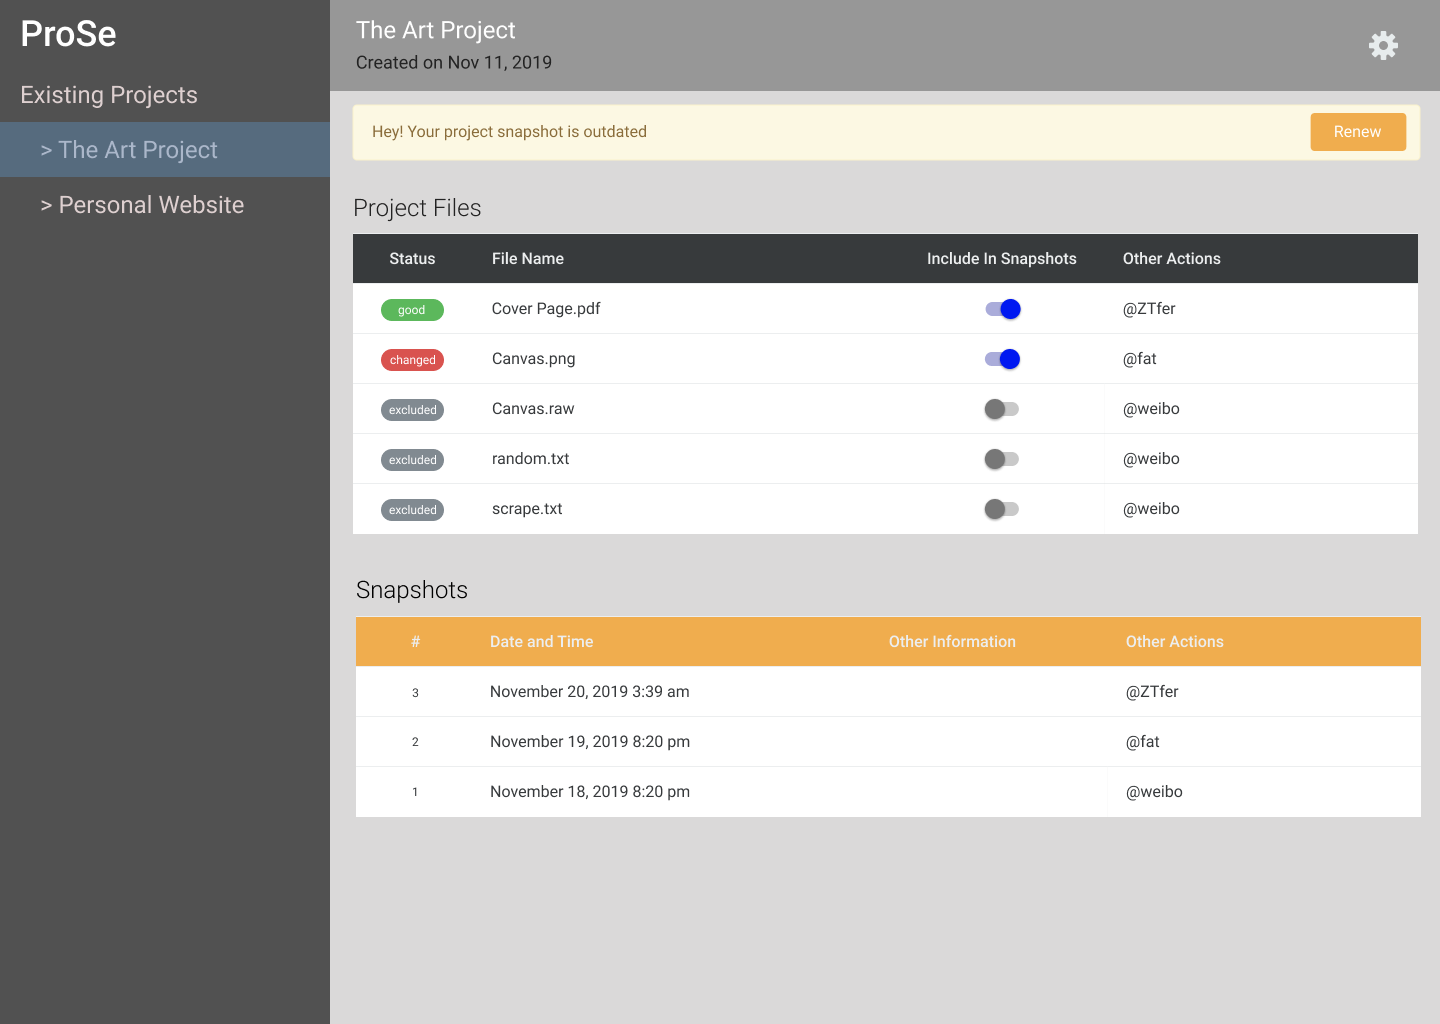 ProSe
Existing Projects
> The Art Project
> Personal Website
The Art Project
Created on Nov 11, 2019
Hey! Your project snapshot is outdated
Renew
Project Files
Status File Name Include In Snapshots Other Actions
good Cover Page.pdf @ZTfer
changed Canvas.png @fat
excluded Canvas.raw @weibo
excluded random.txt @weibo
excluded scrape.txt @weibo
Snapshots
# Date and Time Other Information Other Actions
3 November 20, 2019 3:39 am @ZTfer
2 November 19, 2019 8:20 pm @fat
1 November 18, 2019 8:20 pm @weibo